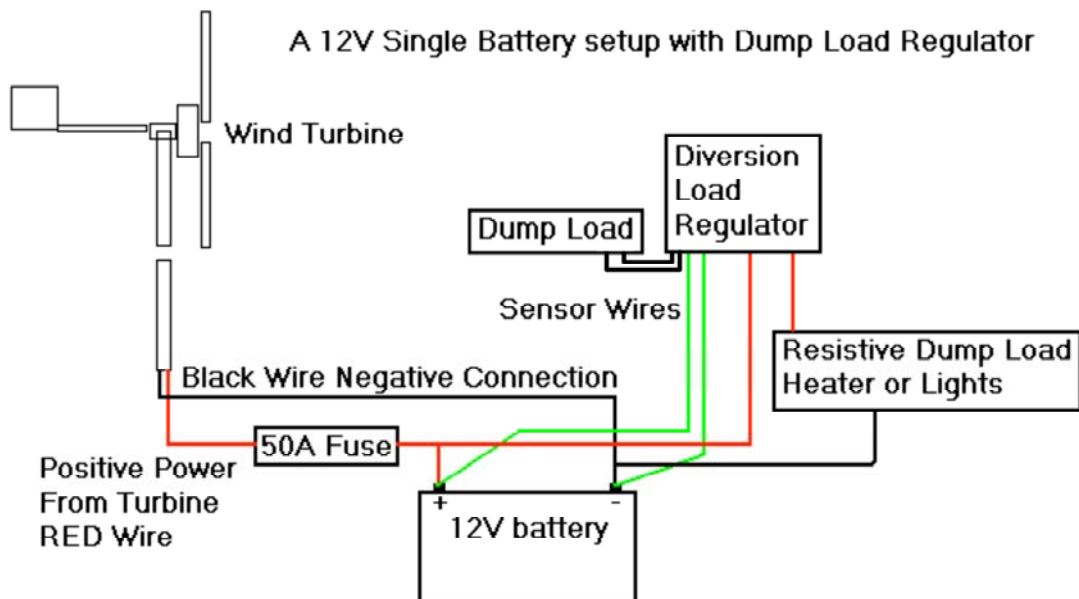 A 12V Single Battery setup with Dump Load Regulator
Wind Turbine
Diversion
Load
Regulator
Dump Load
Sensor Wires
Resistive Dump Load
Heater or Lights
Black Wire Negative Connection
50A Fuse
Positive Power
From Turbine
RED Wire
+ -
12V battery